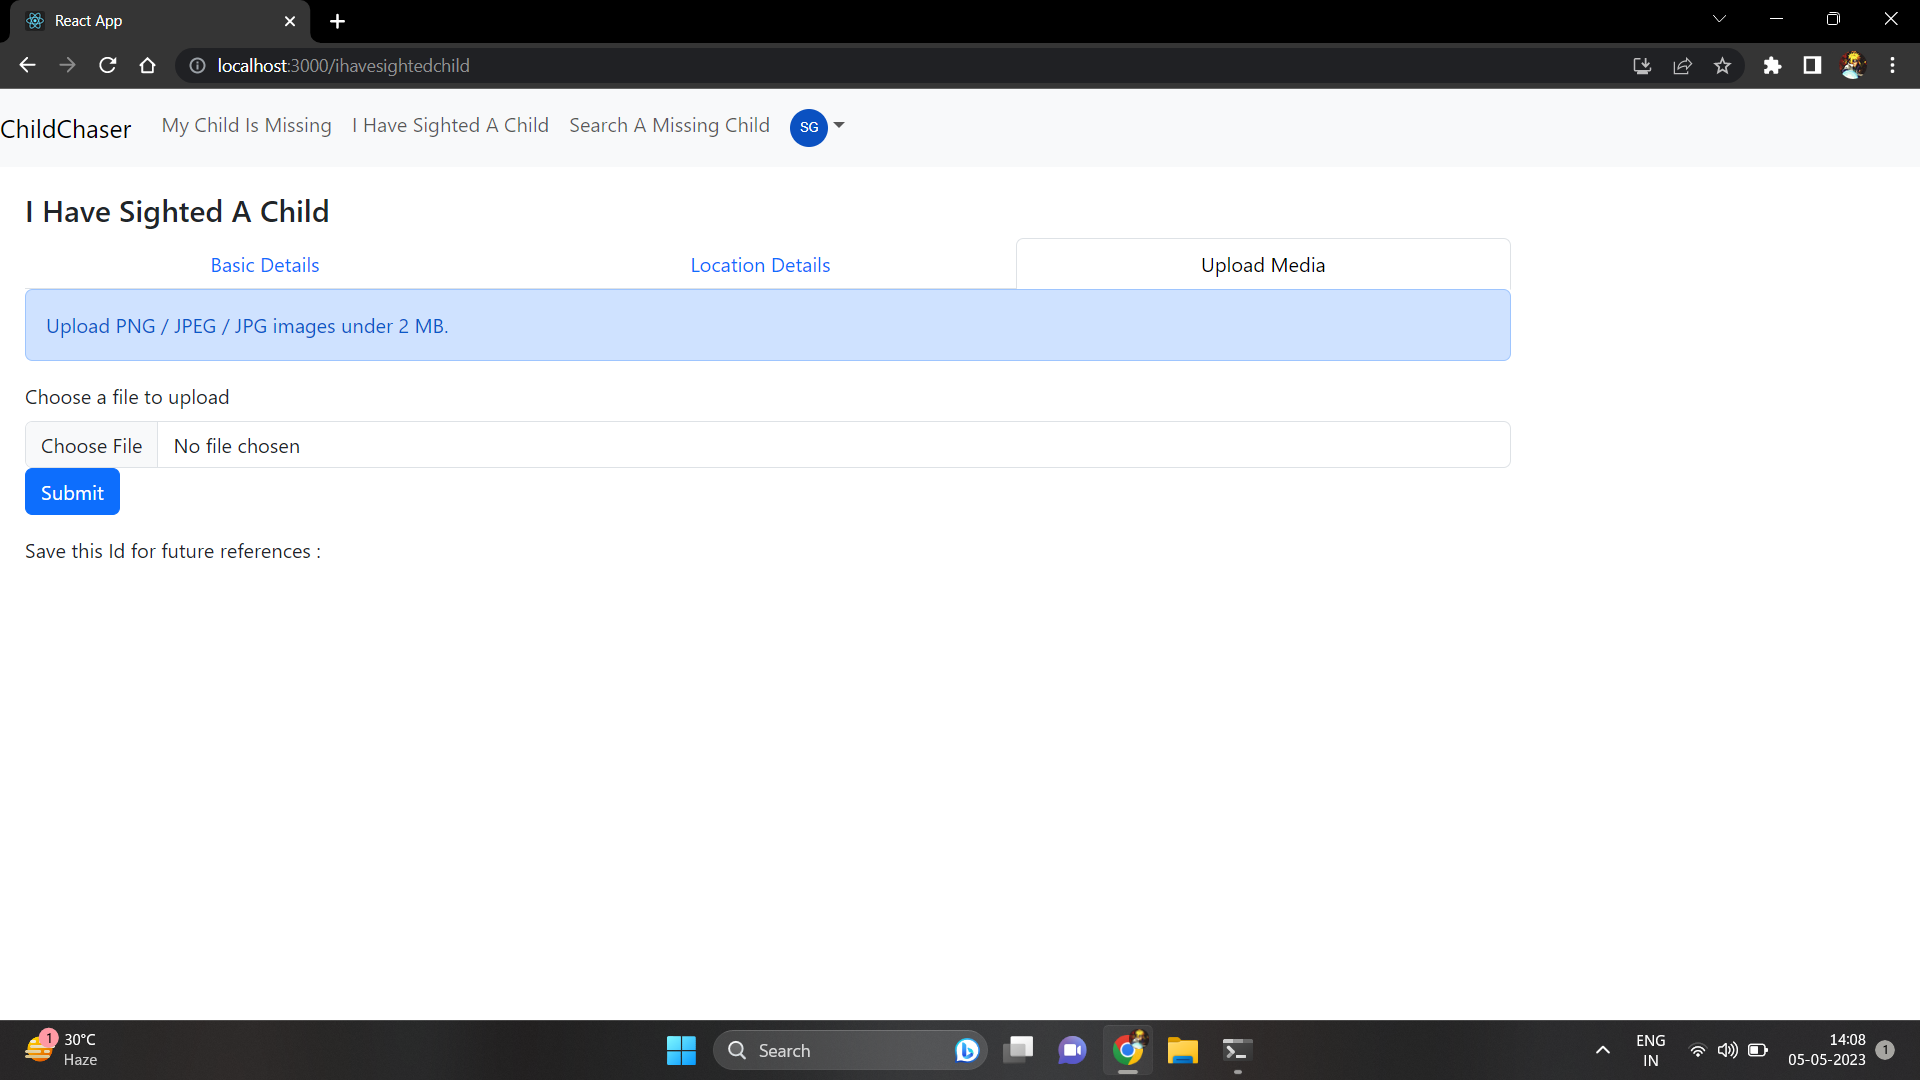 React App
localhost:3000/ihavesightedchild
ChildChaser My Child Is Missing I Have Sighted A Child Search A Missing Child SG
I Have Sighted A Child
Basic Details Location Details Upload Media
Upload PNG / JPEG / JPG images under 2 MB.
Choose a file to upload
Choose File No file chosen
Submit
Save this Id for future references :
1 30°C
Haze
Search
ENG
IN
14:08
05-05-2023
1